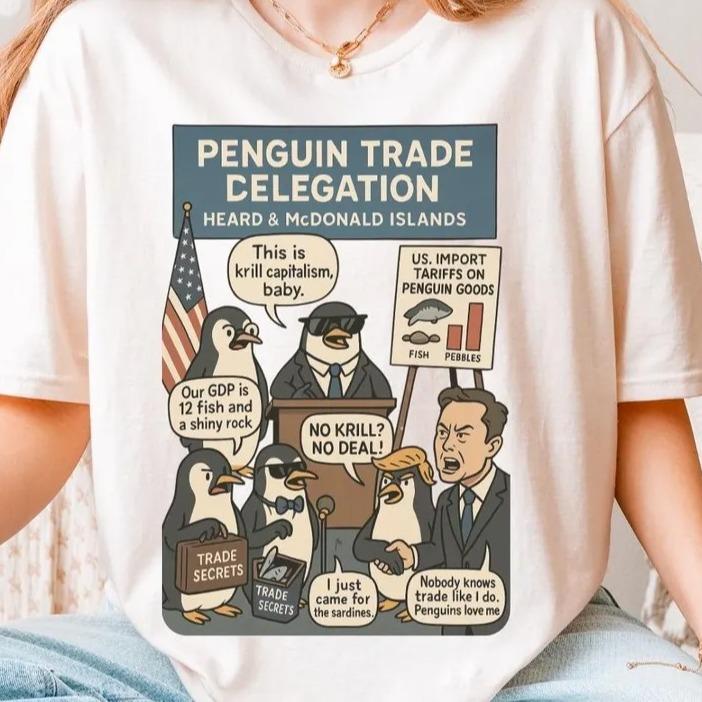 PENGUIN TRADE
DELEGATION
HEARD & McDONALD ISLANDS
This is
krill capitalism,
baby.
U.S. IMPORT
TARIFFS ON
PENGUIN GOODS
FISH
PEBBLES
Our GDP is
12 fish and
a shiny rock
NO KRILL?
NO DEAL!
TRADE
SECRETS
TRADE
SECRETS
I just
came for
the sardines.
Nobody knows
trade like I do.
Penguins love me